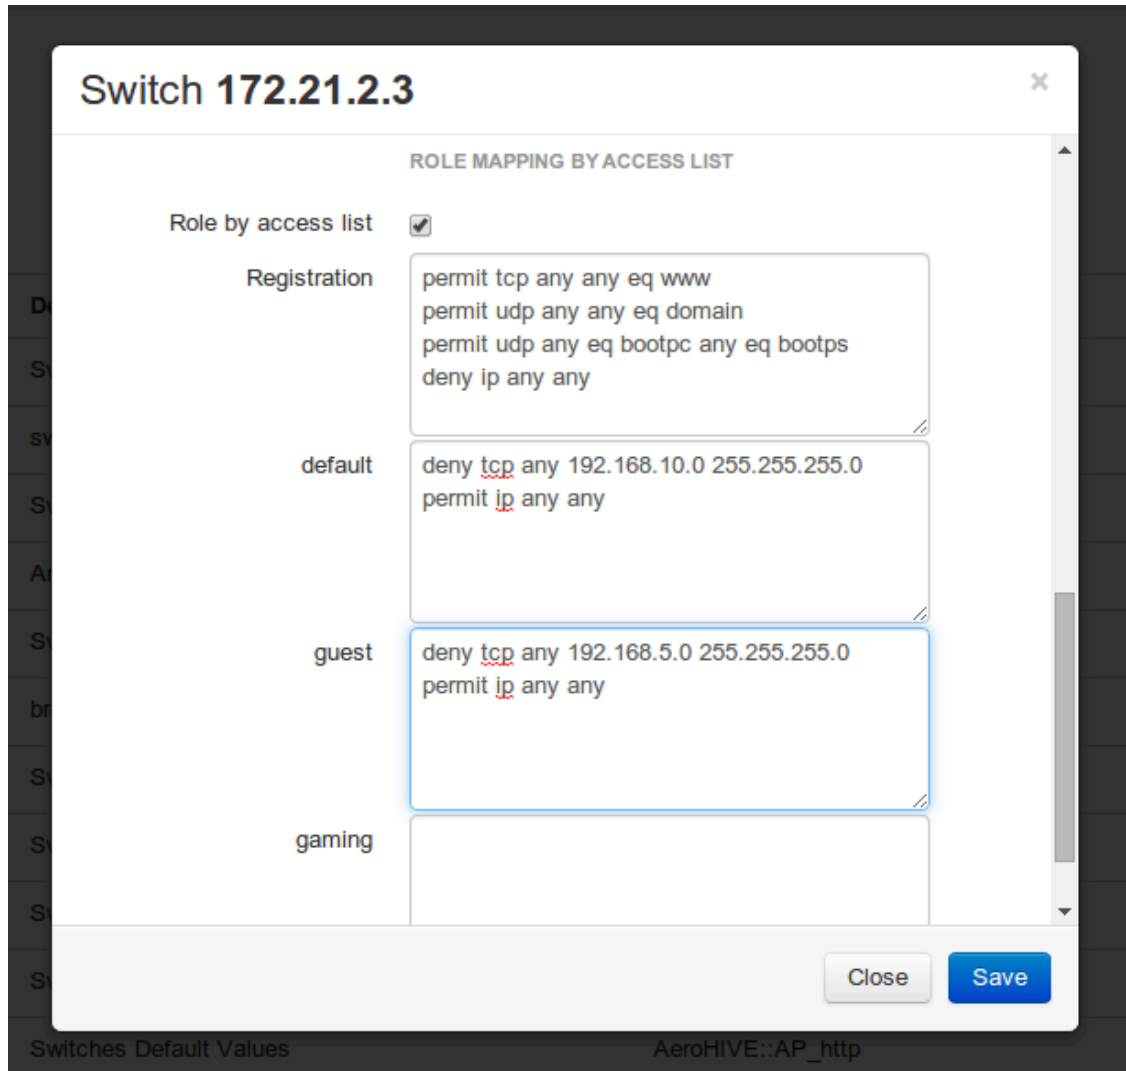 Switch 172.21.2.3
×
ROLE MAPPING BY ACCESS LIST
Role by access list
Registration
permit tcp any any eq www
permit udp any any eq domain
permit udp any eq bootpc any eq bootps
deny ip any any
default
deny tcp any 192.168.10.0 255.255.255.0
permit ip any any
guest
deny tcp any 192.168.5.0 255.255.255.0
permit ip any any
gaming
Close
Save
Switches Default Values
AeroHIVE::AP_http